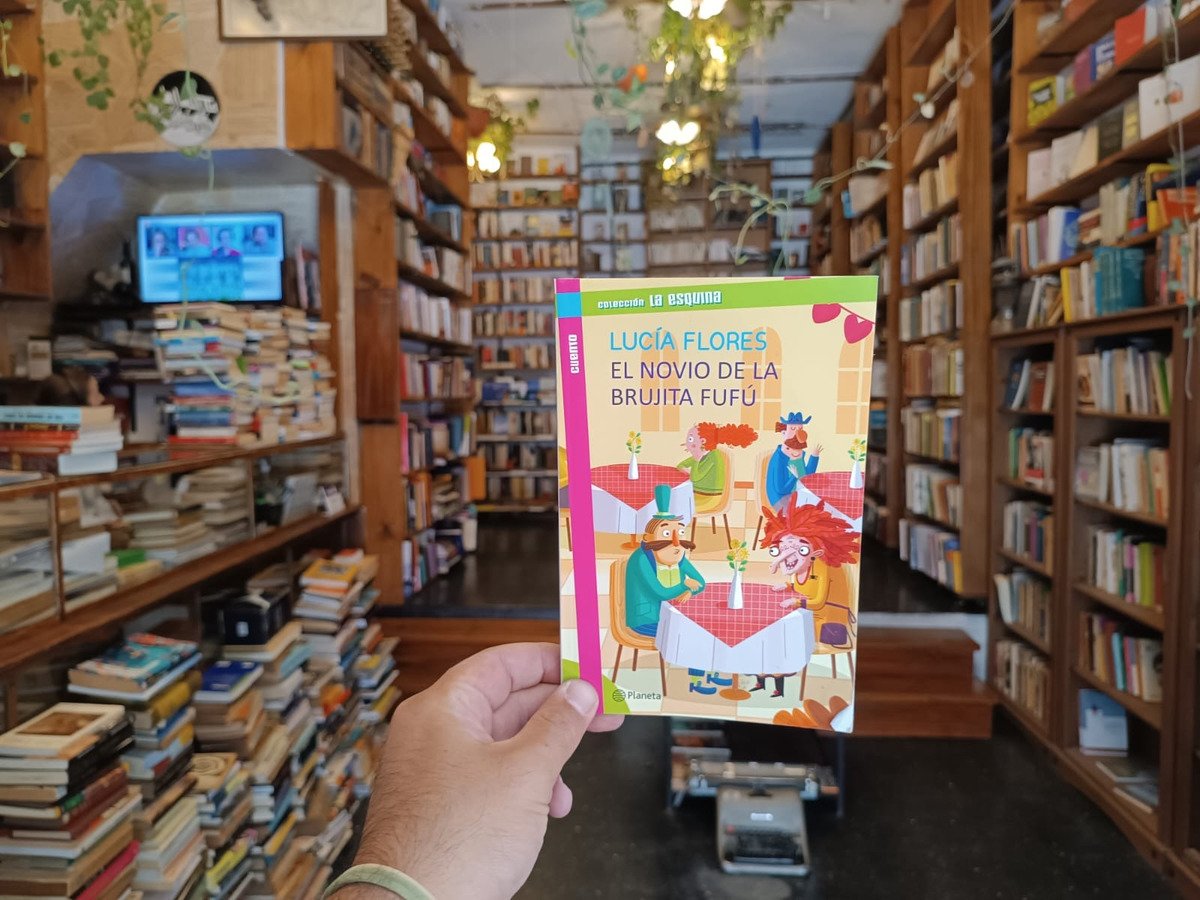 colección la esquina
cuento
LUCÍA FLORES
EL NOVIO DE LA
BRUJITA FUFÚ
Planeta